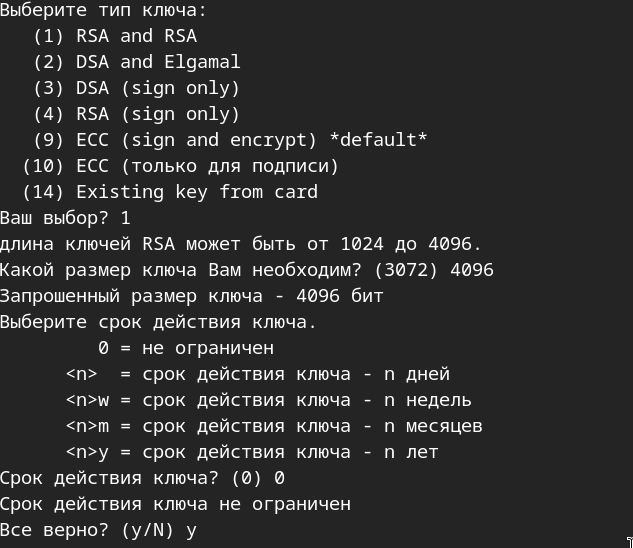 Выберите тип ключа:
(1) RSA and RSA
(2) DSA and Elgamal
(3) DSA (sign only)
(4) RSA (sign only)
(9) ECC (sign and encrypt) *default*
(10) ECC (только для подписи)
(14) Existing key from card
Ваш выбор? 1
длина ключей RSA может быть от 1024 до 4096.
Какой размер ключа Вам необходим? (3072) 4096
Запрошенный размер ключа - 4096 бит
Выберите срок действия ключа.
0 = не ограничен
<n>  = срок действия ключа - n дней
<n>w = срок действия ключа - n недель
<n>m = срок действия ключа - n месяцев
<n>y = срок действия ключа - n лет
Срок действия ключа? (0) 0
Срок действия ключа не ограничен
Все верно? (y/N) y